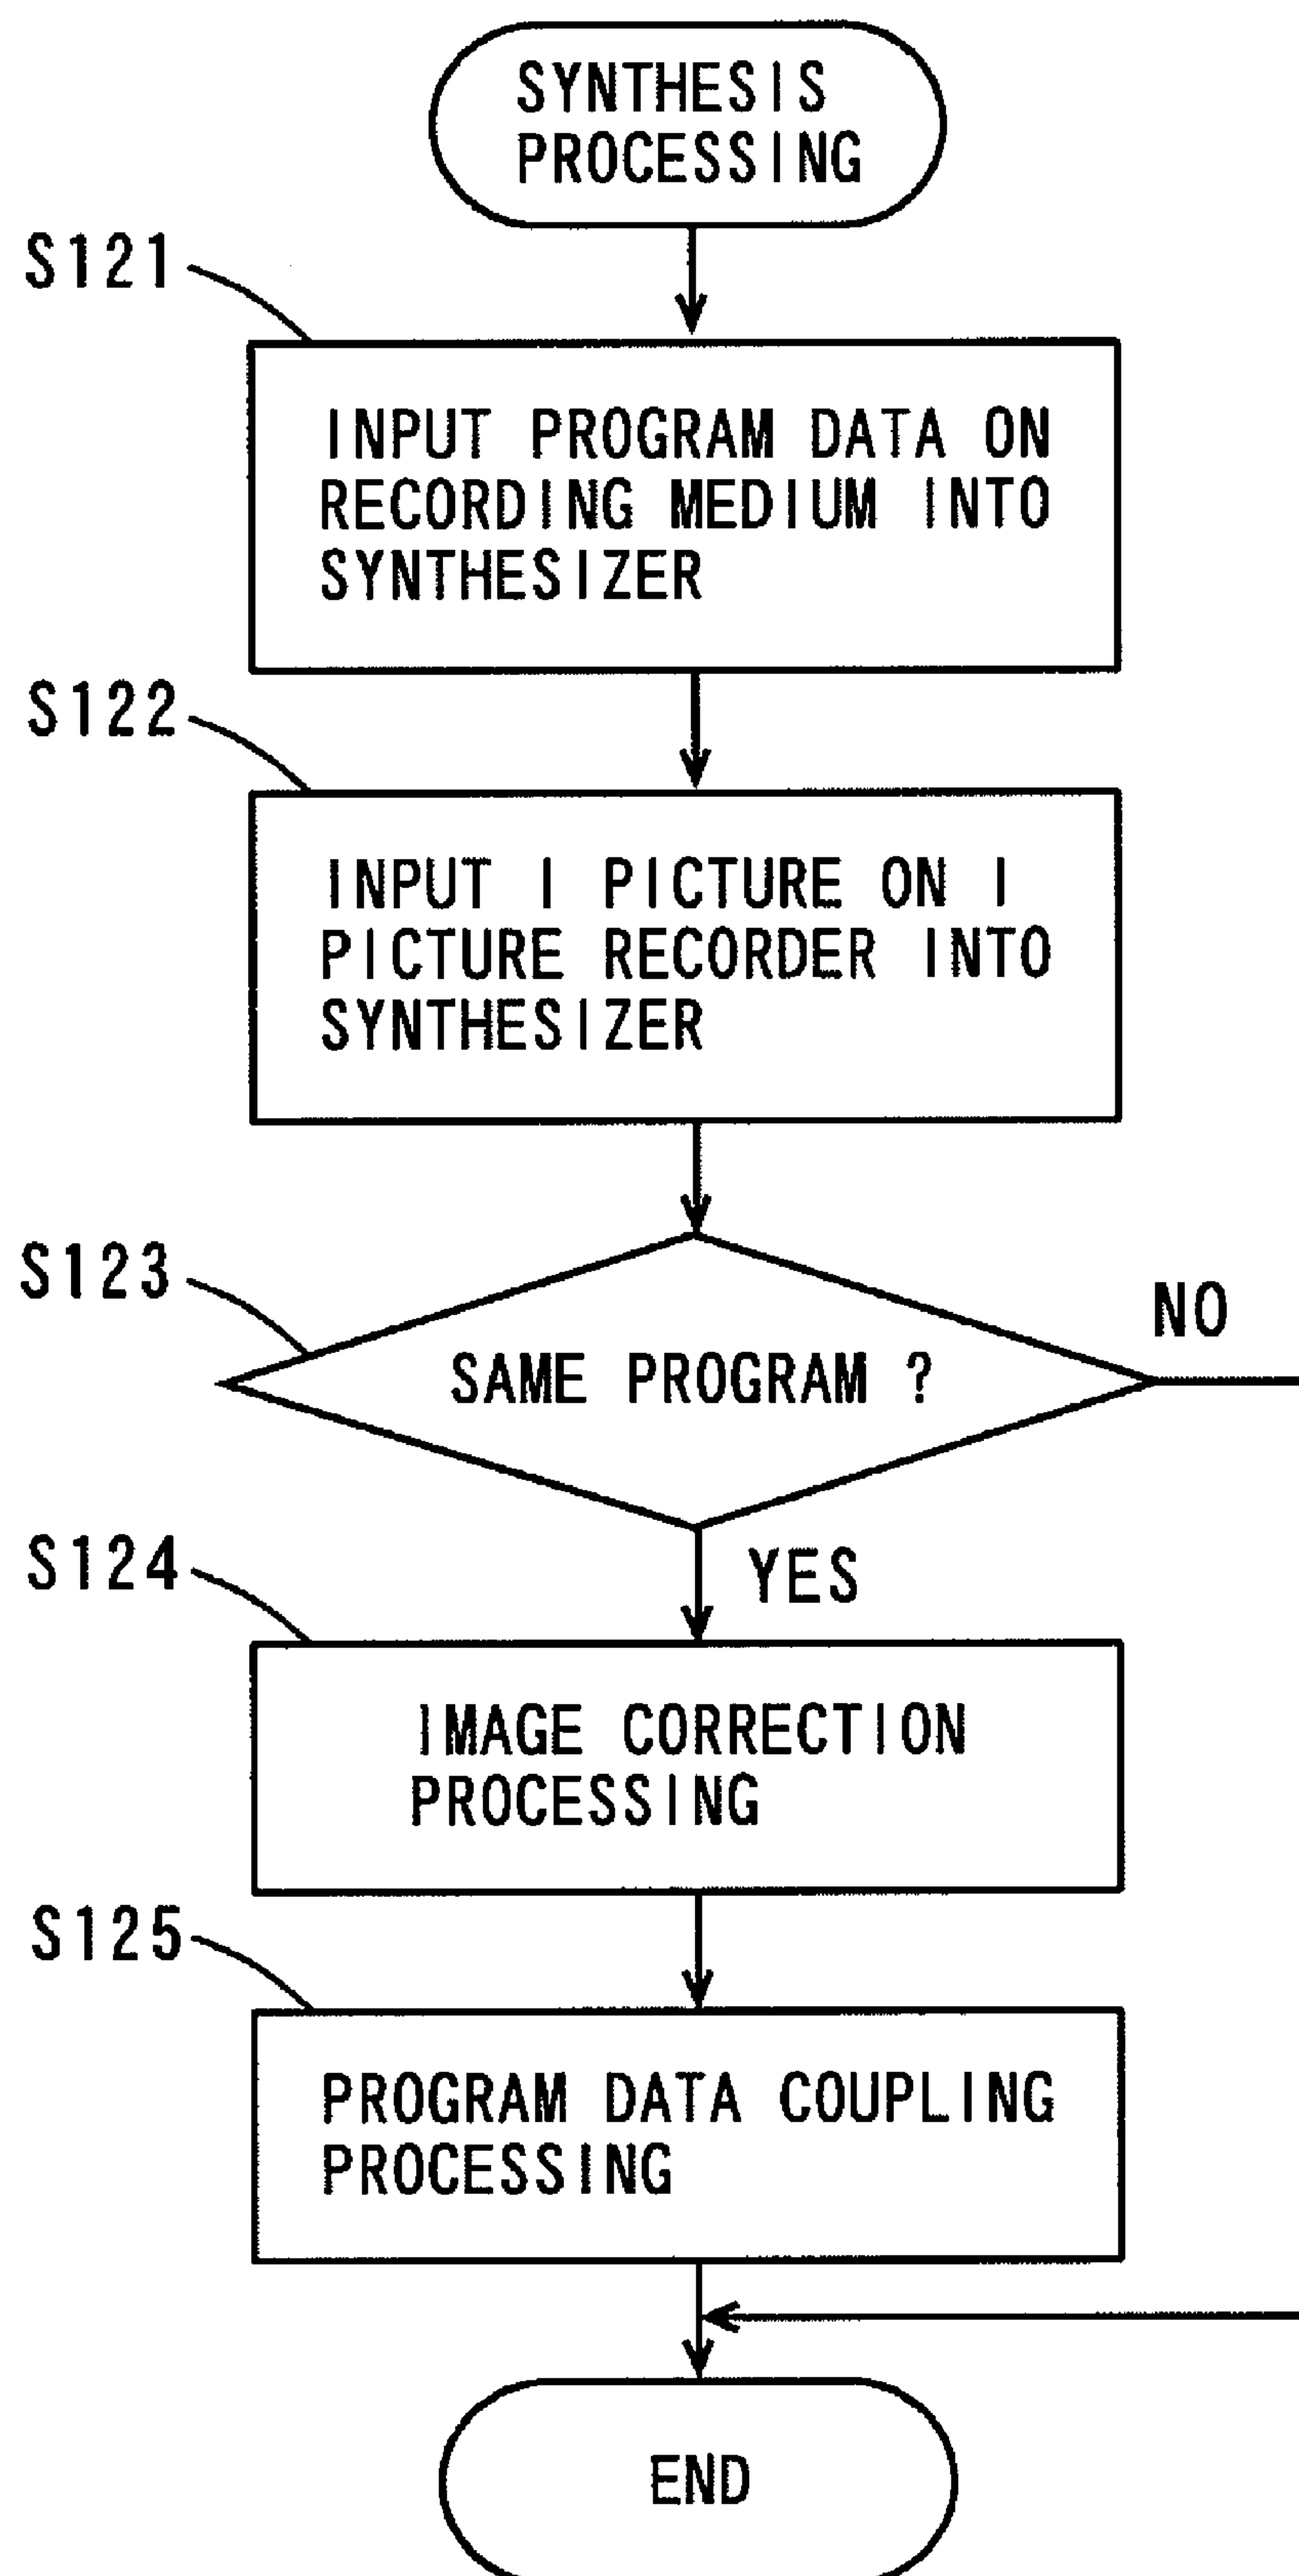 SYNTHESIS
PROCESSING
S121
INPUT PROGRAM DATA ON
RECORDING MEDIUM INTO
SYNTHESIZER
S122
INPUT I PICTURE ON I
PICTURE RECORDER INTO
SYNTHESIZER
S123
SAME PROGRAM ?
NO
YES
S124
IMAGE CORRECTION
PROCESSING
S125
PROGRAM DATA COUPLING
PROCESSING
END